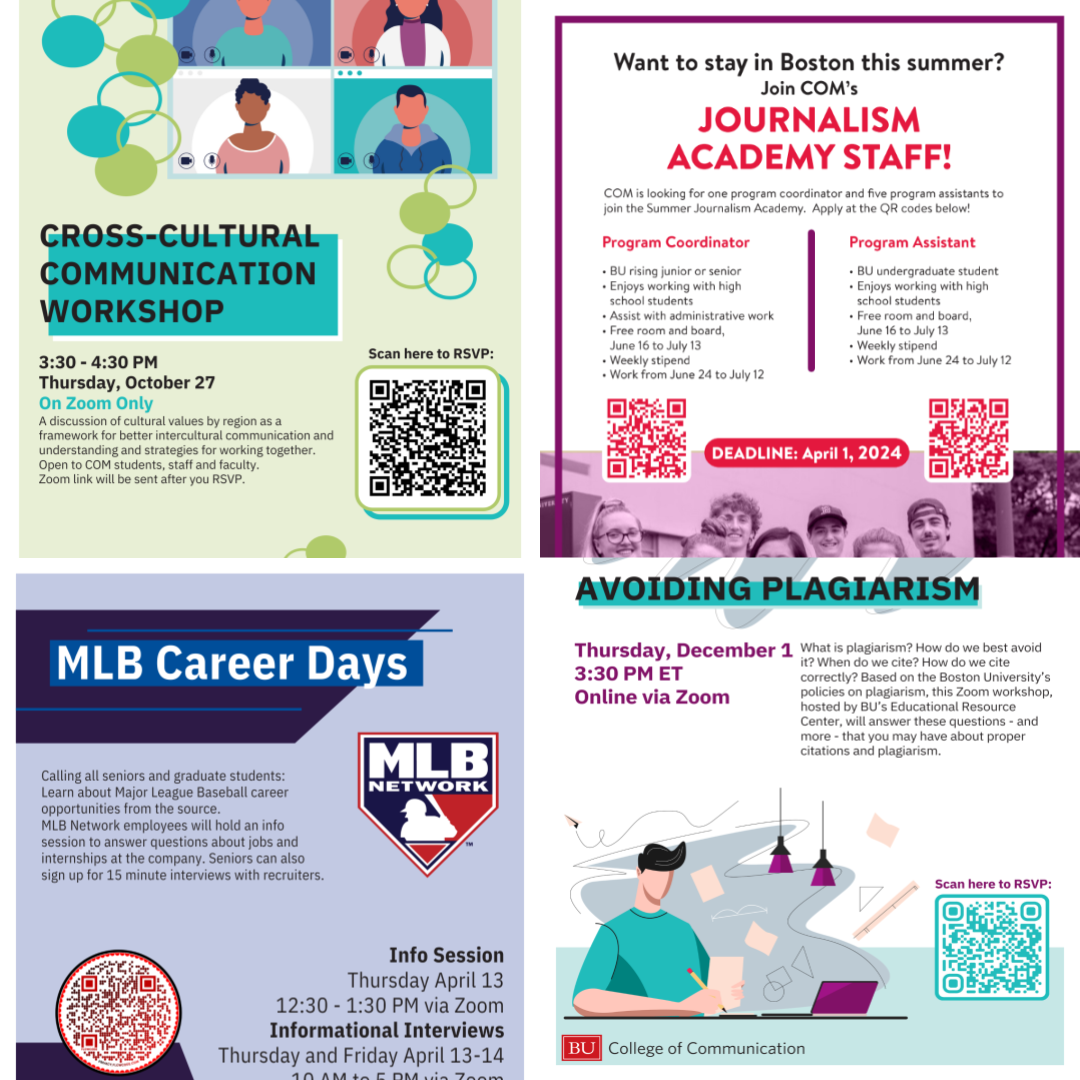 CROSS-CULTURAL
COMMUNICATION
WORKSHOP
3:30 - 4:30 PM
Thursday, October 27
On Zoom Only
A discussion of cultural values by region as a
framework for better intercultural communication and
understanding and strategies for working together.
Open to COM students, staff and faculty.
Zoom link will be sent after you RSVP.
Scan here to RSVP:
Want to stay in Boston this summer?
Join COM's
JOURNALISM
ACADEMY STAFF!
COM is looking for one program coordinator and five program assistants to
join the Summer Journalism Academy. Apply at the QR codes below!
Program Coordinator
• BU rising junior or senior
• Enjoys working with high
school students
• Assist with administrative work
• Free room and board,
June 16 to July 13
• Weekly stipend
• Work from June 24 to July 12
Program Assistant
• BU undergraduate student
• Enjoys working with high
school students
• Free room and board,
June 16 to July 13
• Weekly stipend
• Work from June 24 to July 12
DEADLINE: April 1, 2024
MLB Career Days
MLB
NETWORK
TM
Calling all seniors and graduate students:
Learn about Major League Baseball career
opportunities from the source.
MLB Network employees will hold an info
session to answer questions about jobs and
internships at the company. Seniors can also
sign up for 15 minute interviews with recruiters.
Info Session
Thursday April 13
12:30 - 1:30 PM via Zoom
Informational Interviews
Thursday and Friday April 13-14
10 AM to 5 PM via Zoom
AVOIDING PLAGIARISM
Thursday, December 1
3:30 PM ET
Online via Zoom
What is plagiarism? How do we best avoid
it? When do we cite? How do we cite
correctly? Based on the Boston University's
policies on plagiarism, this Zoom workshop,
hosted by BU's Educational Resource
Center, will answer these questions - and
more - that you may have about proper
citations and plagiarism.
Scan here to RSVP:
BU College of Communication